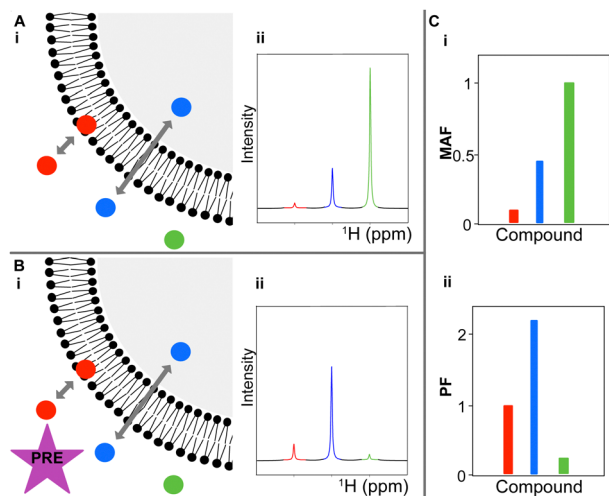 A
i
ii
Intensity
¹H (ppm)
B
i
PRE
ii
Intensity
¹H (ppm)
C
i
MAF
1
0.5
0
Compound
ii
PF
2
1
0
Compound